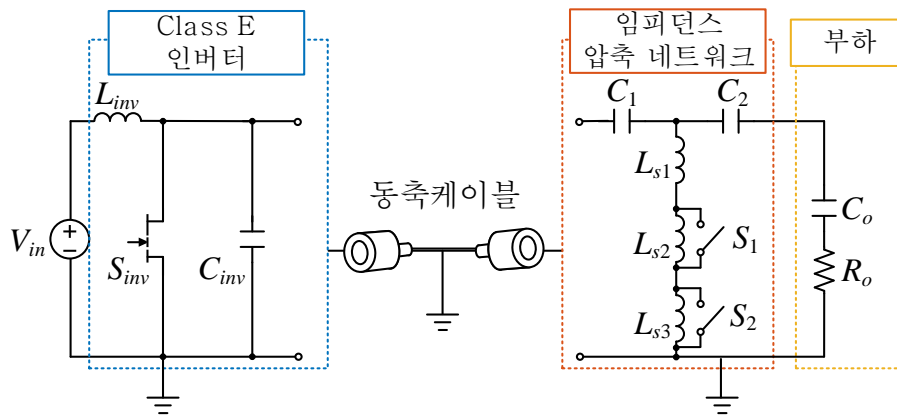 Class E
인버터
임피던스
압축 네트워크
부하
L_inv
C_1
C_2
L_s1
동축케이블
C_o
V_in
S_inv
C_inv
L_s2
S_1
R_o
L_s3
S_2